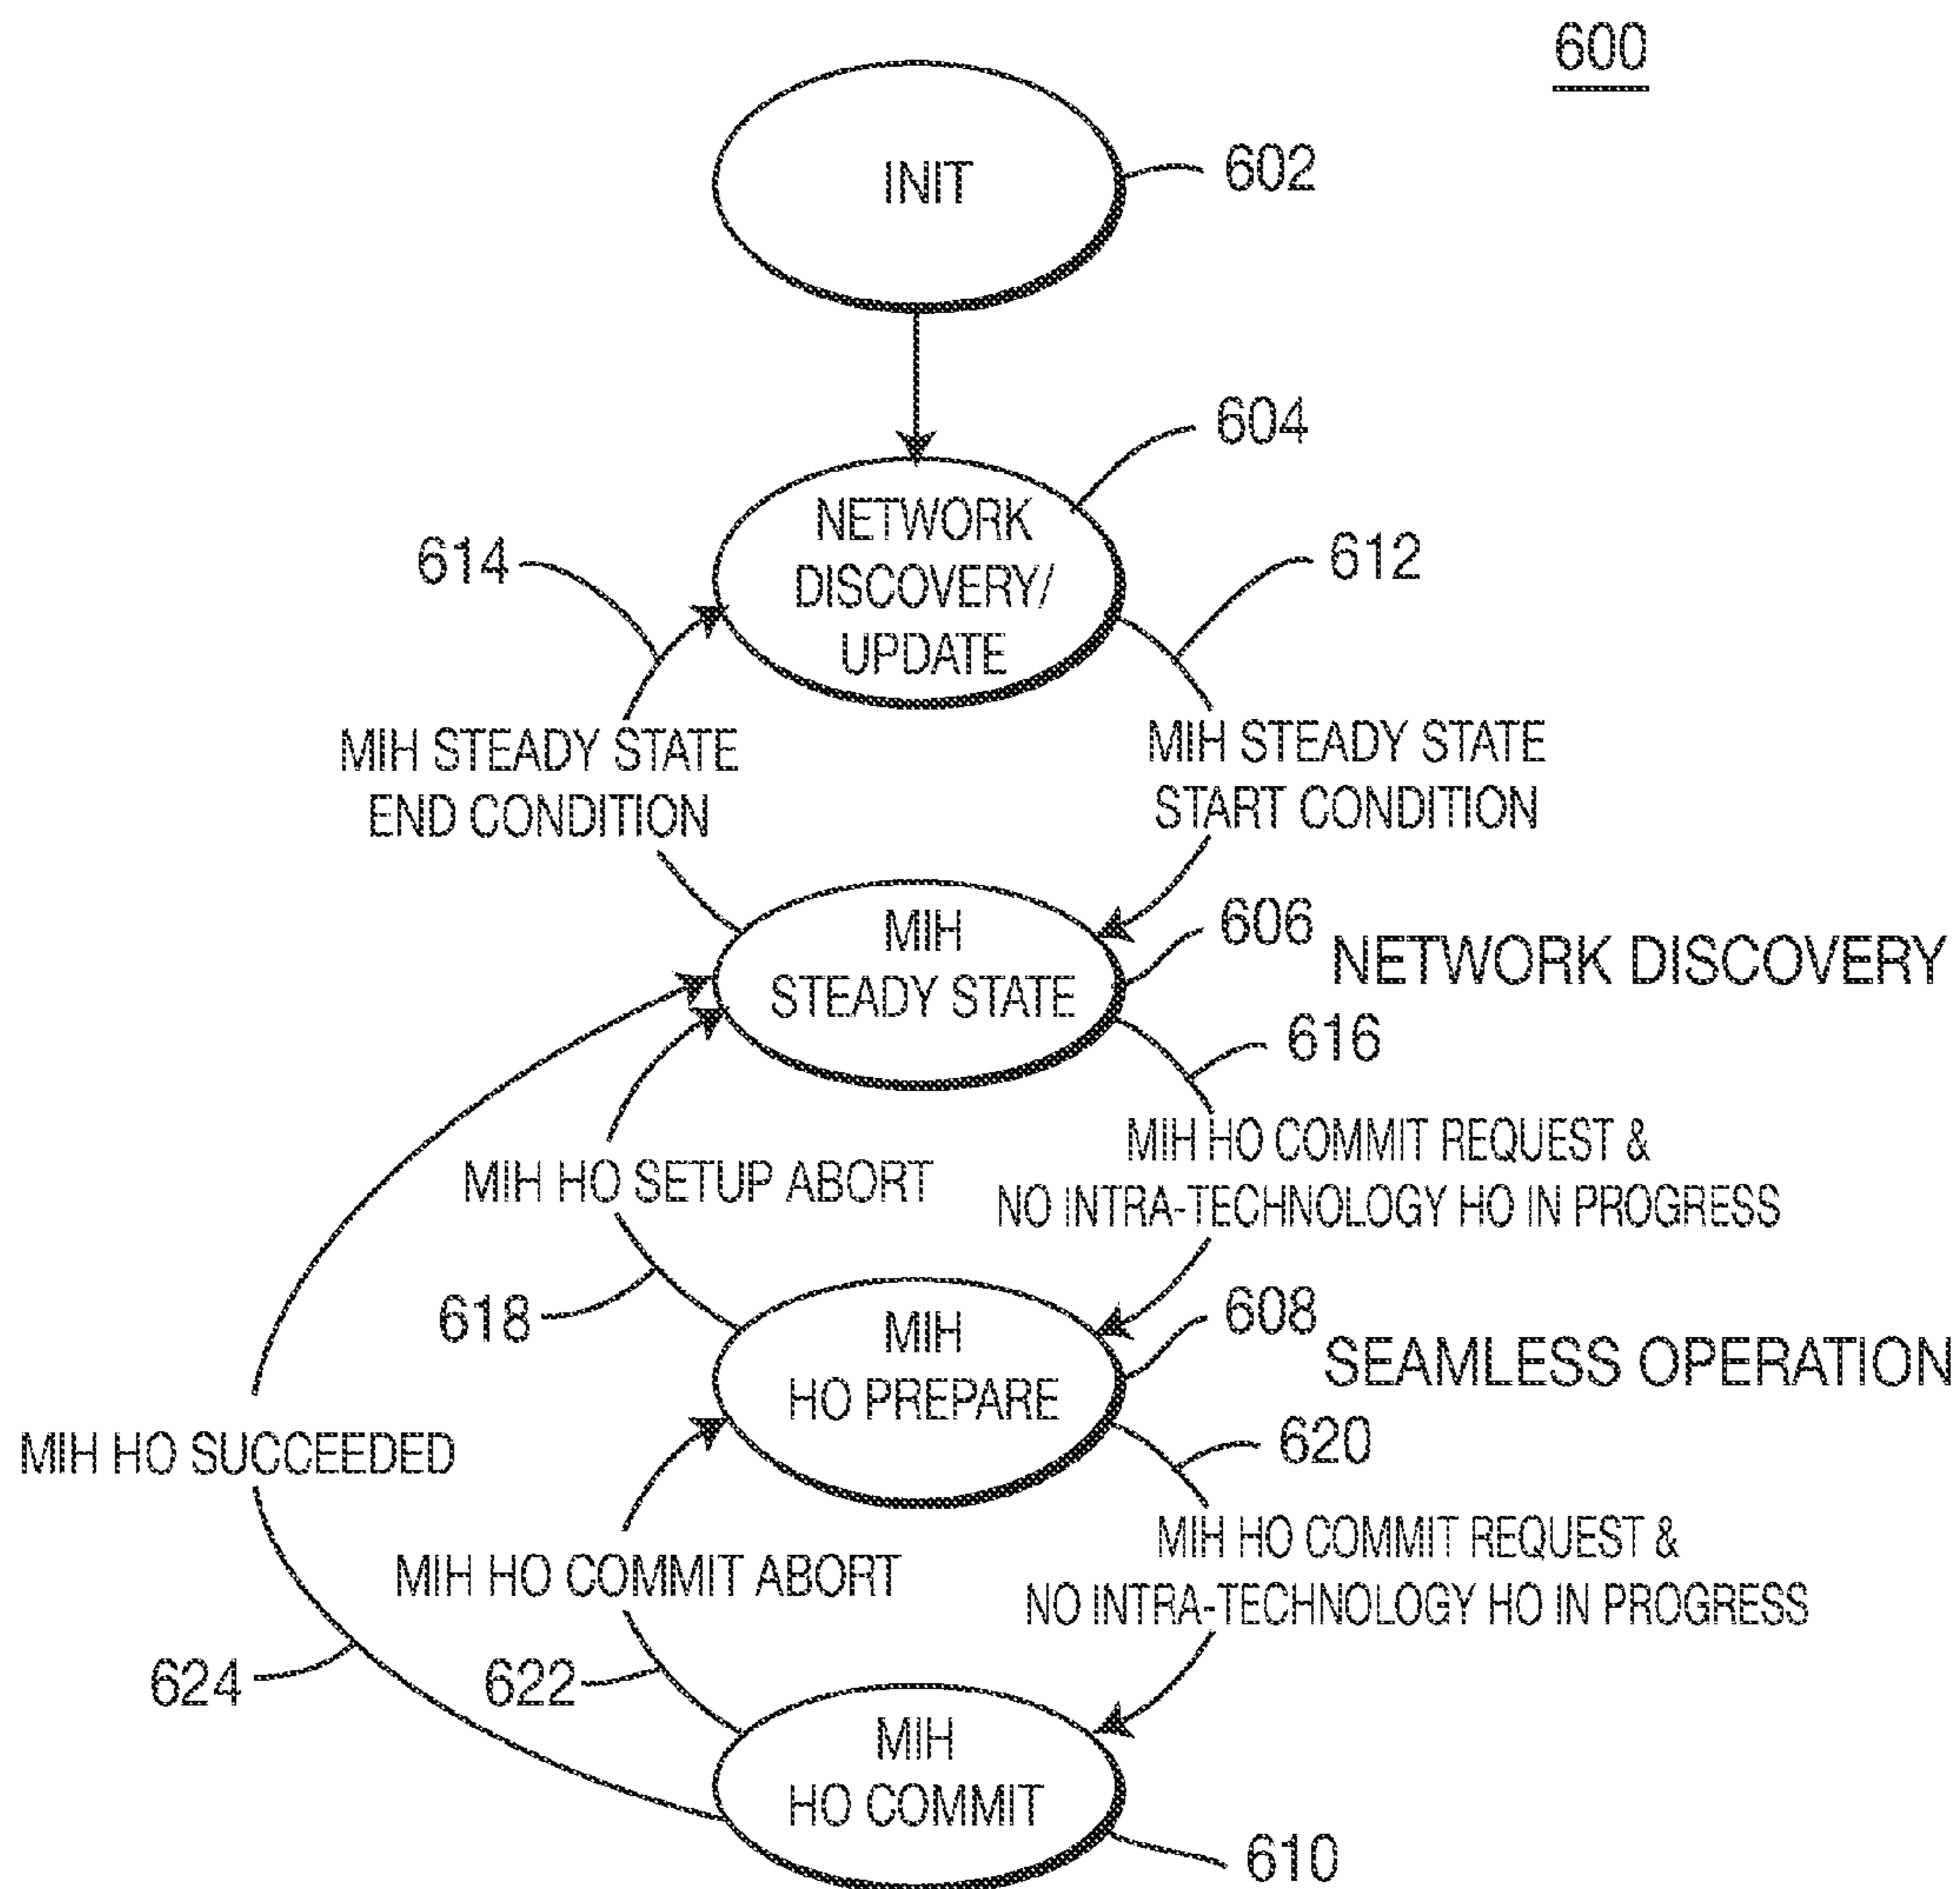 600
INIT
602
604
NETWORK
DISCOVERY/
UPDATE
614
612
MIH STEADY STATE
END CONDITION
MIH STEADY STATE
START CONDITION
MIH
STEADY STATE
606
NETWORK DISCOVERY
616
MIH HO SETUP ABORT
MIH HO COMMIT REQUEST &
NO INTRA-TECHNOLOGY HO IN PROGRESS
618
MIH
HO PREPARE
608
SEAMLESS OPERATION
620
MIH HO SUCCEEDED
MIH HO COMMIT ABORT
MIH HO COMMIT REQUEST &
NO INTRA-TECHNOLOGY HO IN PROGRESS
624
622
MIH
HO COMMIT
610